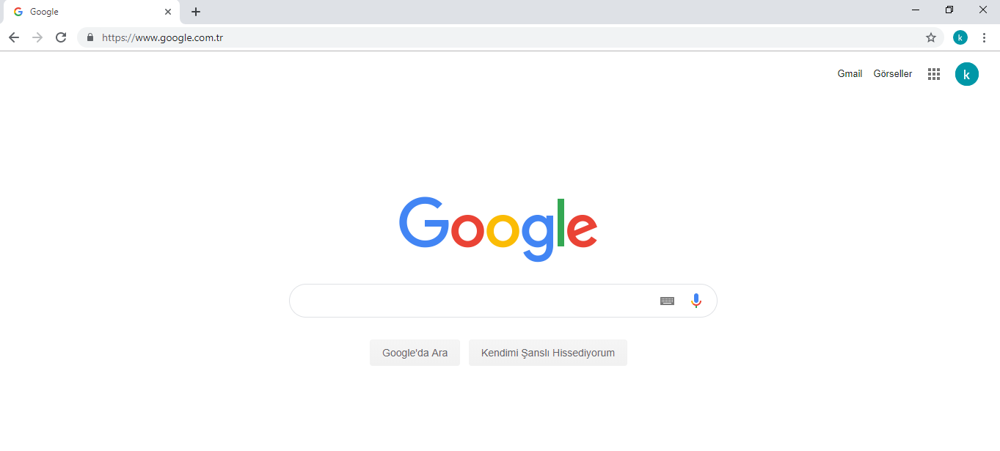 Google
https://www.google.com.tr
k
Gmail Görseller
k
Google
Google'da Ara Kendimi Şanslı Hissediyorum